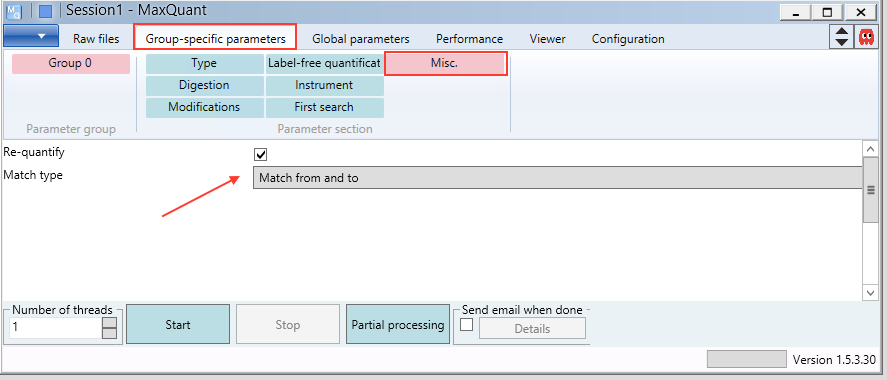 Session1 - MaxQuant
Raw files Group-specific parameters Global parameters Performance Viewer Configuration
Group 0 Type Label-free quantificat Misc.
Digestion Instrument
Modifications First search
Parameter group Parameter section
Re-quantify
Match type Match from and to
Number of threads Send email when done
1 Start Stop Partial processing Details
Version 1.5.3.30